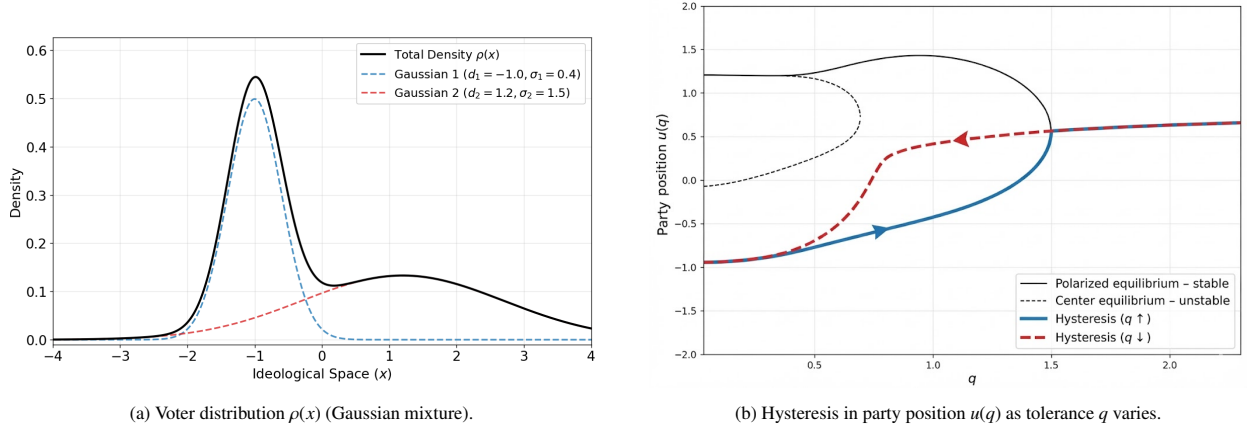 0.6
0.5
0.4
0.3
0.2
0.1
0.0
Density
−4
−3
−2
−1
0
1
2
3
4
Ideological Space (x)
Total Density ρ(x)
Gaussian 1 (d₁ = −1.0, σ₁ = 0.4)
Gaussian 2 (d₂ = 1.2, σ₂ = 1.5)
(a) Voter distribution ρ(x) (Gaussian mixture).
2.0
1.5
1.0
0.5
0.0
−0.5
−1.0
−1.5
−2.0
Party position u(q)
0.5
1.0
1.5
2.0
q
Polarized equilibrium – stable
Center equilibrium – unstable
Hysteresis (q ↑)
Hysteresis (q ↓)
(b) Hysteresis in party position u(q) as tolerance q varies.